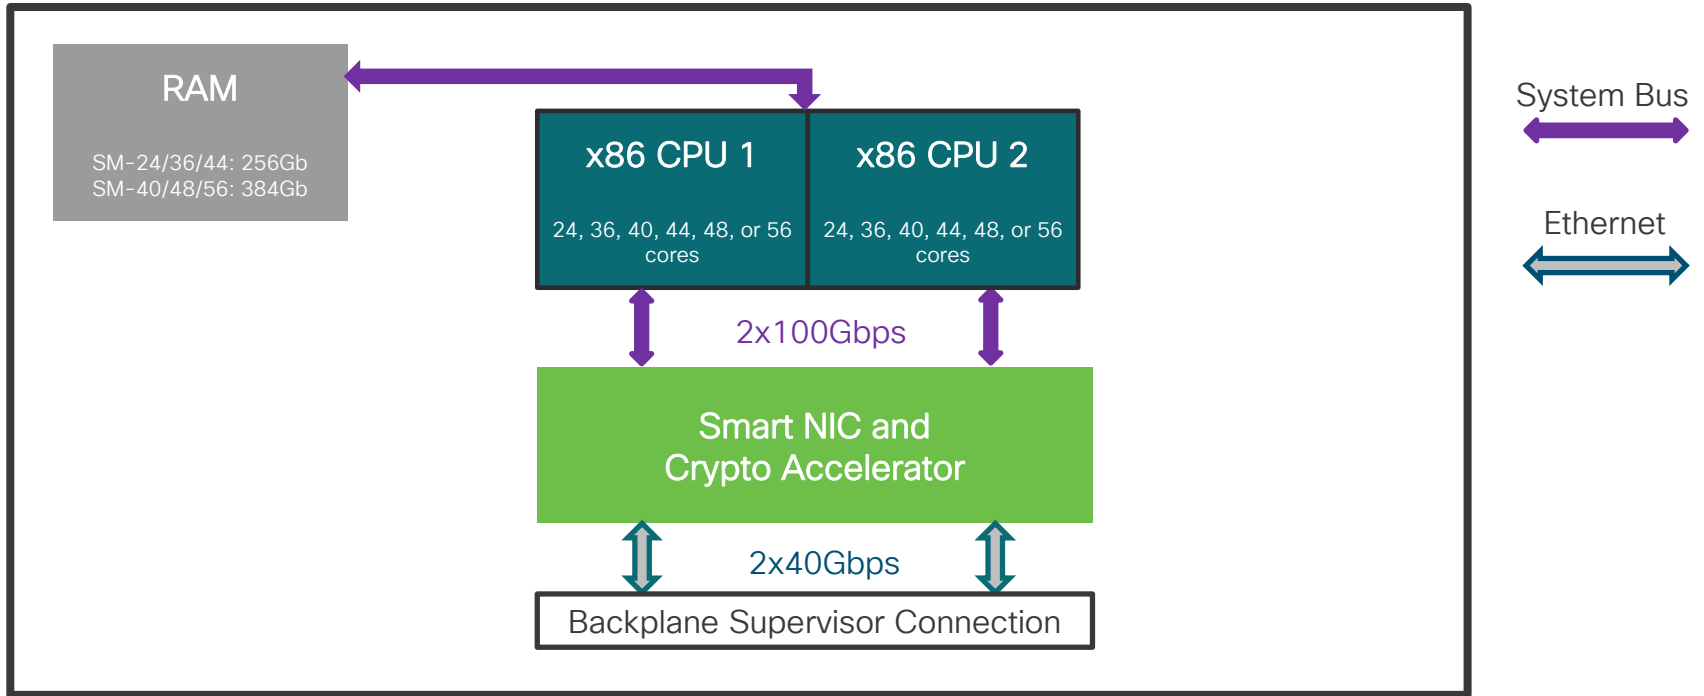 RAM
SM-24/36/44: 256Gb
SM-40/48/56: 384Gb
x86 CPU 1
24, 36, 40, 44, 48, or 56
cores
x86 CPU 2
24, 36, 40, 44, 48, or 56
cores
2x100Gbps
Smart NIC and
Crypto Accelerator
2x40Gbps
Backplane Supervisor Connection
System Bus
Ethernet